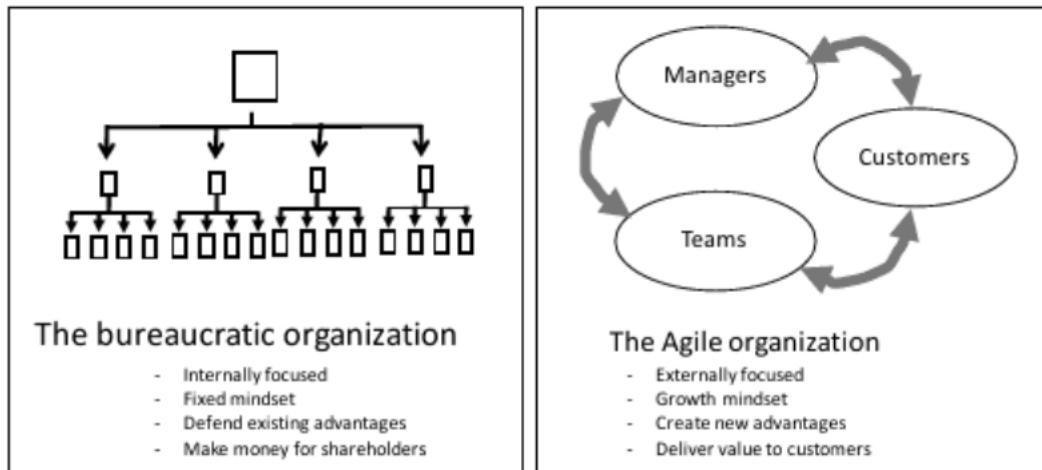 The bureaucratic organization
- Internally focused
- Fixed mindset
- Defend existing advantages
- Make money for shareholders
Managers
Customers
Teams
The Agile organization
- Externally focused
- Growth mindset
- Create new advantages
- Deliver value to customers